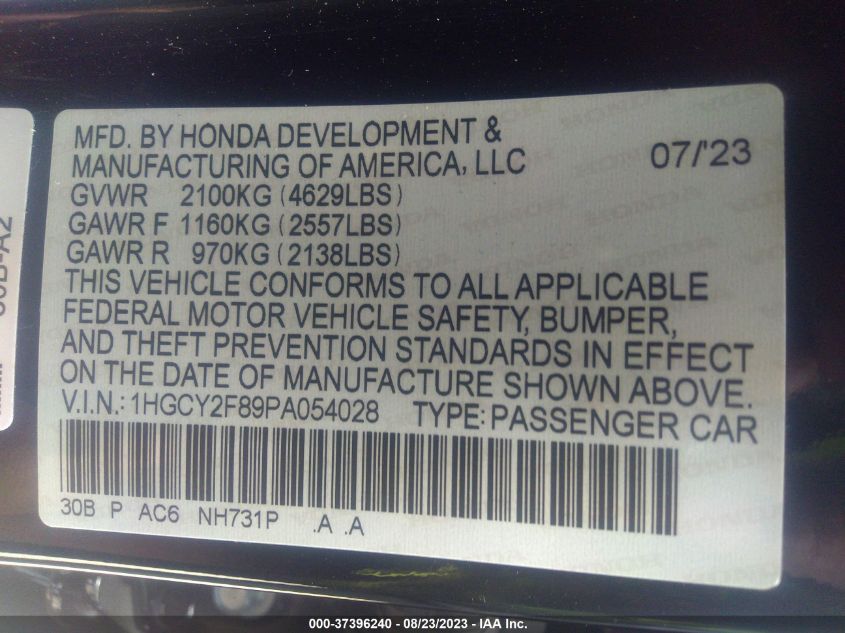 MFD. BY HONDA DEVELOPMENT &
MANUFACTURING OF AMERICA, LLC 07/'23
GVWR 2100KG (4629LBS)
GAWR F 1160KG (2557LBS)
GAWR R 970KG (2138LBS)
THIS VEHICLE CONFORMS TO ALL APPLICABLE
FEDERAL MOTOR VEHICLE SAFETY, BUMPER,
AND THEFT PREVENTION STANDARDS IN EFFECT
ON THE DATE OF MANUFACTURE SHOWN ABOVE.
V.I.N.: 1HGCY2F89PA054028 TYPE: PASSENGER CAR
30B P AC6 NH731P .A .A
000-37396240 - 08/23/2023 - IAA Inc.